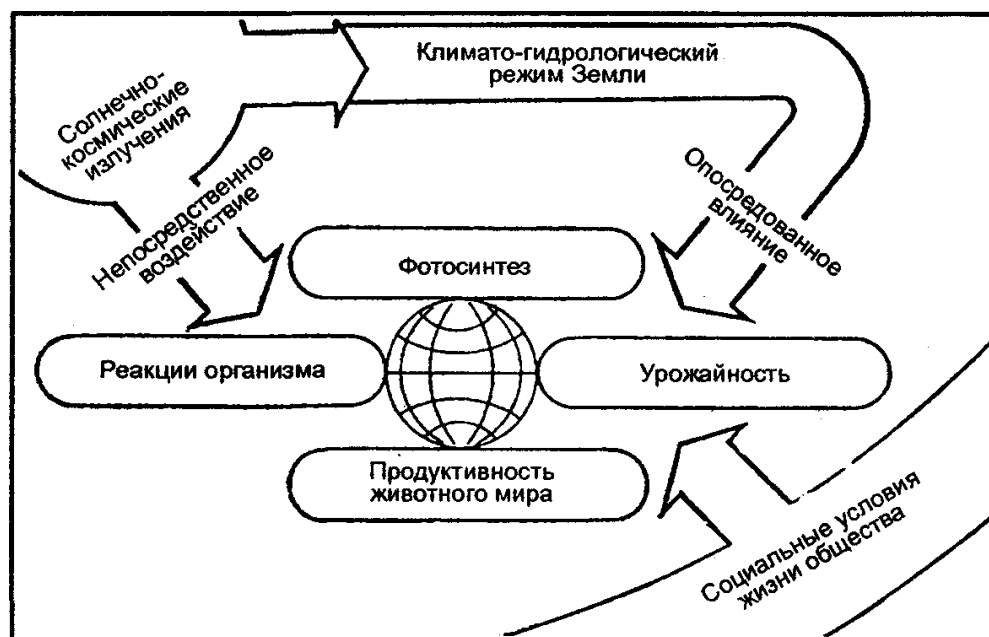 Климато-гидрологический
режим Земли
Солнечно-
космические
излучения
Непосредственное
воздействие
Опосредованное
влияние
Фотосинтез
Реакции организма
Урожайность
Продуктивность
животного мира
Социальные условия
жизни общества